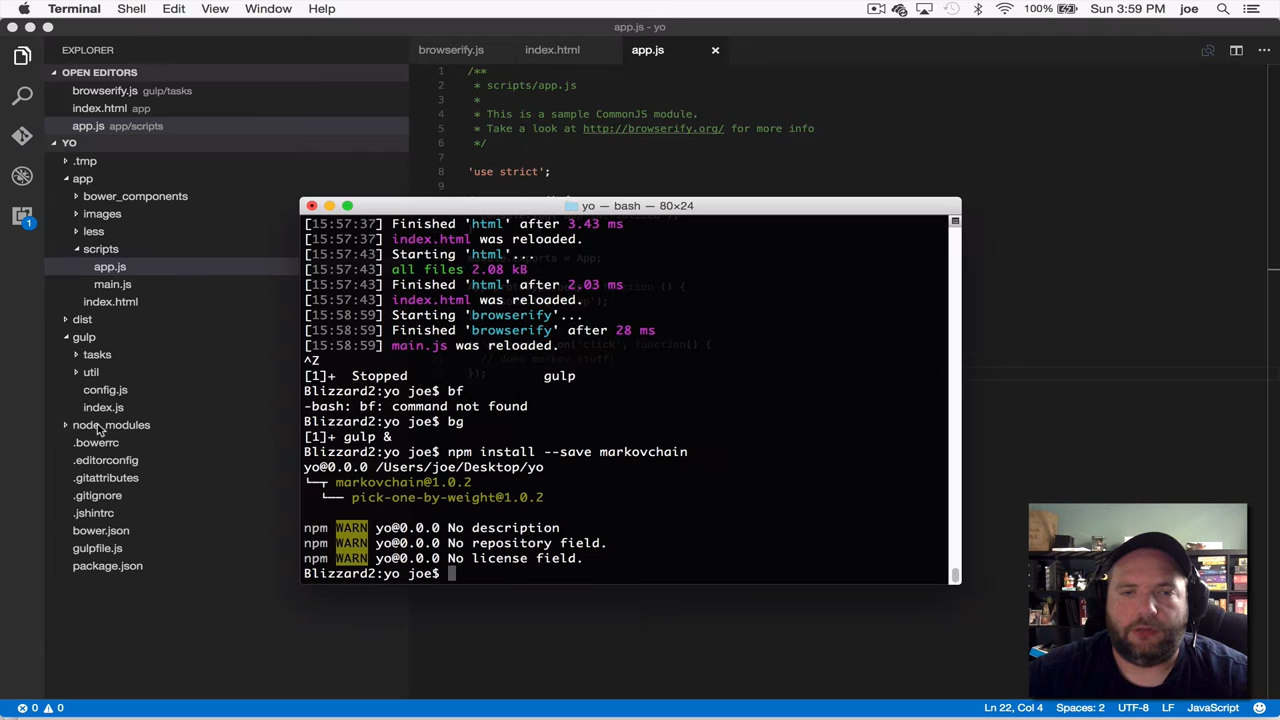 Terminal Shell Edit View Window Help 100% Sun 3:59 PM joe
app.js - yo
EXPLORER
OPEN EDITORS
browserify.js gulp/tasks
index.html app
app.js app/scripts
YO
.tmp
app
bower_components
images
less
scripts
app.js
main.js
index.html
dist
gulp
tasks
util
config.js
index.js
node_modules
.bowerrc
.editorconfig
.gitattributes
.gitignore
.jshintrc
bower.json
gulpfile.js
package.json
1
browserify.js index.html app.js
1 /**
2 * scripts/app.js
3 *
4 * This is a sample CommonJS module.
5 * Take a look at http://browserify.org/ for more info
6 */
7
8 'use strict';
9
yo — bash — 80×24
[15:57:37] Finished 'html' after 3.43 ms
[15:57:37] index.html was reloaded.
[15:57:43] Starting 'html'...
[15:57:43] all files 2.08 kB
[15:57:43] Finished 'html' after 2.03 ms
[15:57:43] index.html was reloaded.
[15:58:59] Starting 'browserify'...
[15:58:59] Finished 'browserify' after 28 ms
[15:58:59] main.js was reloaded.
^Z
[1]+ Stopped gulp
Blizzard2:yo joe$ bf
-bash: bf: command not found
Blizzard2:yo joe$ bg
[1]+ gulp &
Blizzard2:yo joe$ npm install --save markovchain
yo@0.0.0 /Users/joe/Desktop/yo
└─┬ markovchain@1.0.2
└── pick-one-by-weight@1.0.2
npm WARN yo@0.0.0 No description
npm WARN yo@0.0.0 No repository field.
npm WARN yo@0.0.0 No license field.
Blizzard2:yo joe$
0 0
Ln 22, Col 4 Spaces: 2 UTF-8 LF JavaScript